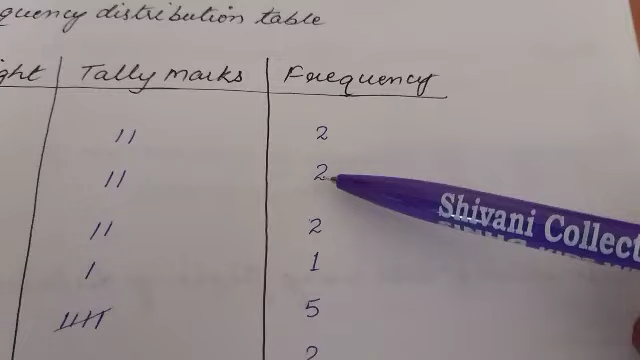 quency distribution table
ght Tally marks Frequency
|| 2
|| 2
|| 2
| 1
|||| 5
2
Shivani Collect